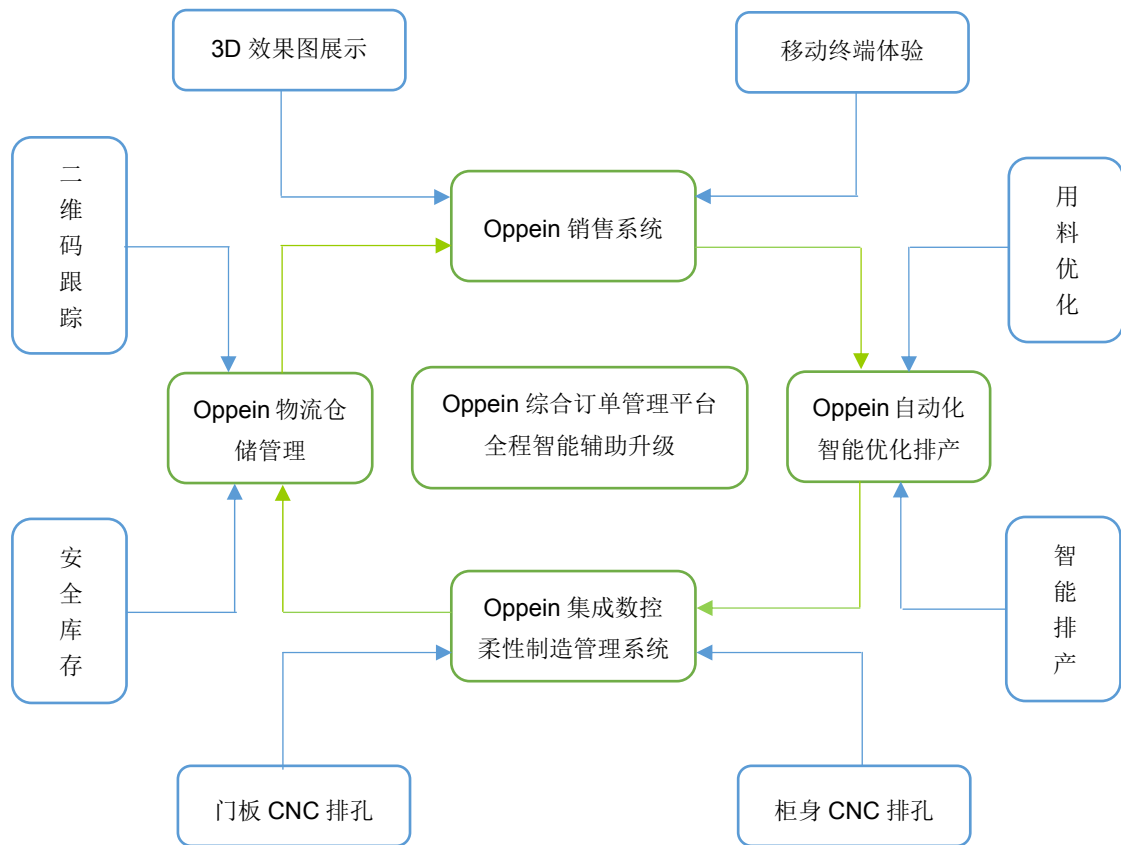 3D 效果图展示
移动终端体验
二维码跟踪
Oppein 销售系统
用料优化
Oppein 物流仓
储管理
Oppein 综合订单管理平台
全程智能辅助升级
Oppein 自动化
智能优化排产
安全库存
Oppein 集成数控
柔性制造管理系统
智能排产
门板 CNC 排孔
柜身 CNC 排孔